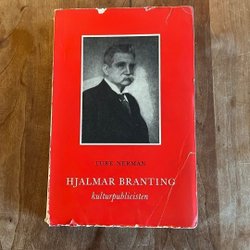 TURE NERMAN
HJALMAR BRANTING
kulturpublicisten